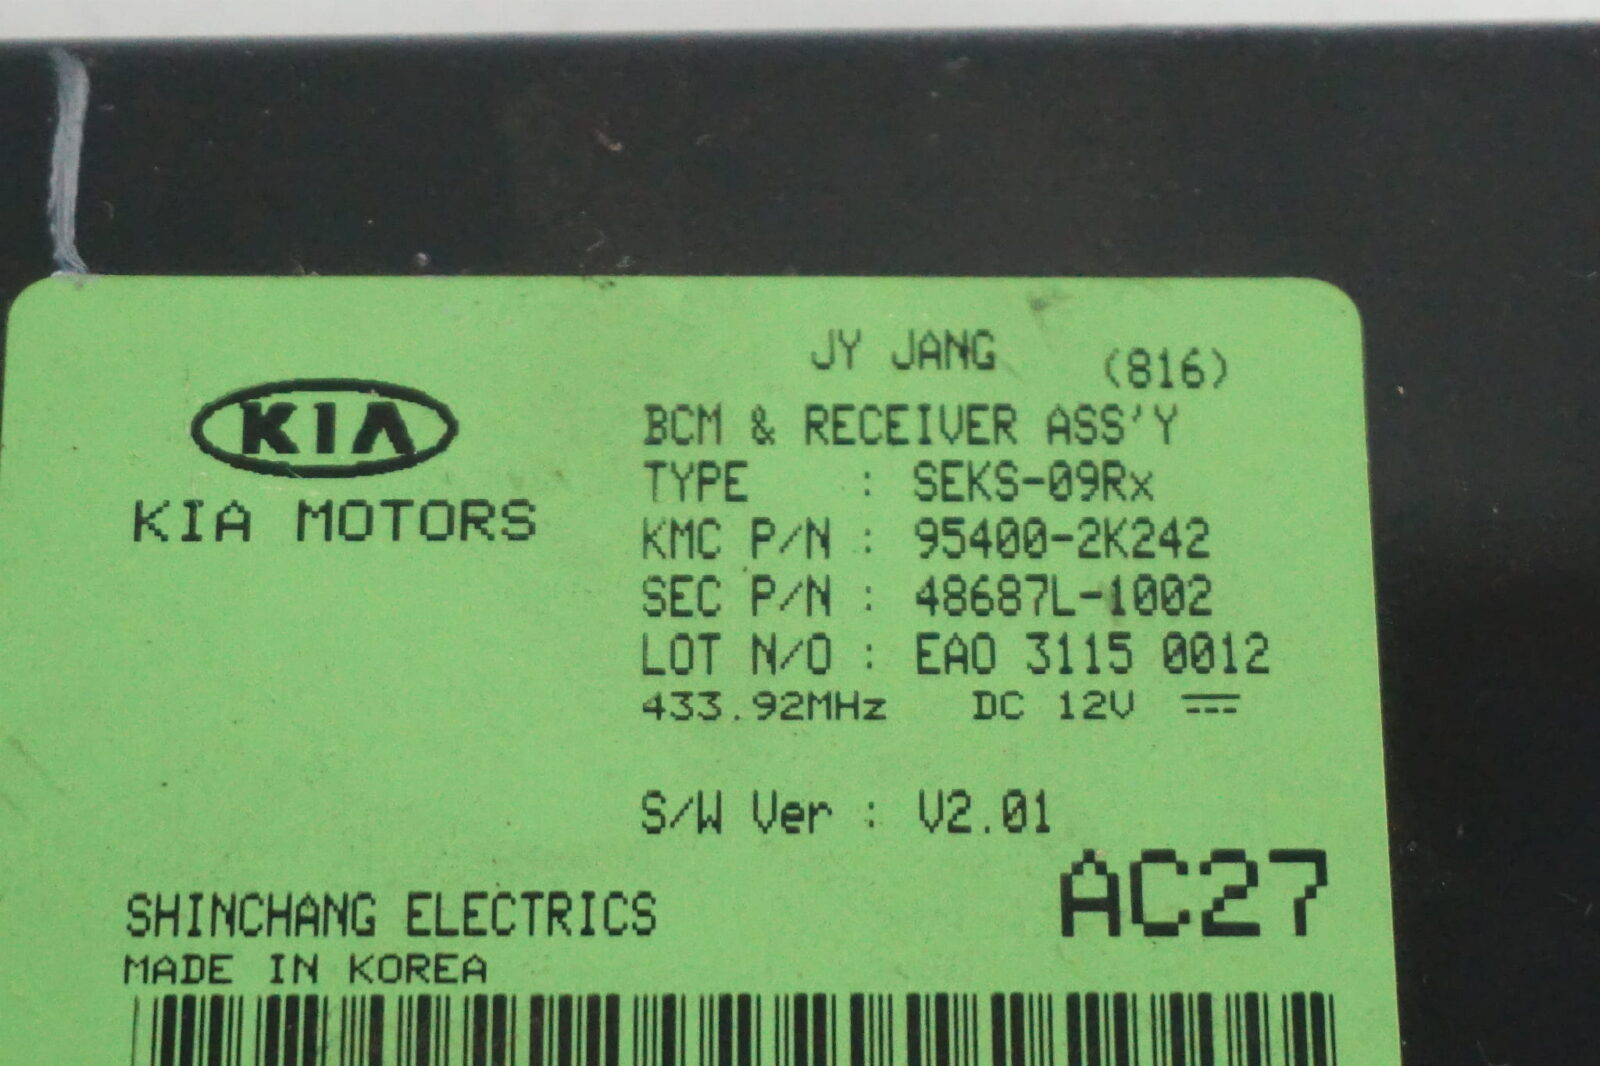 JY JANG (816)
KIA
KIA MOTORS
BCM & RECEIVER ASS'Y
TYPE : SEKS-09Rx
KMC P/N : 95400-2K242
SEC P/N : 48687L-1002
LOT N/O : EAO 3115 0012
433.92MHz DC 12V
S/W Ver : V2.01
AC27
SHINCHANG ELECTRICS
MADE IN KOREA